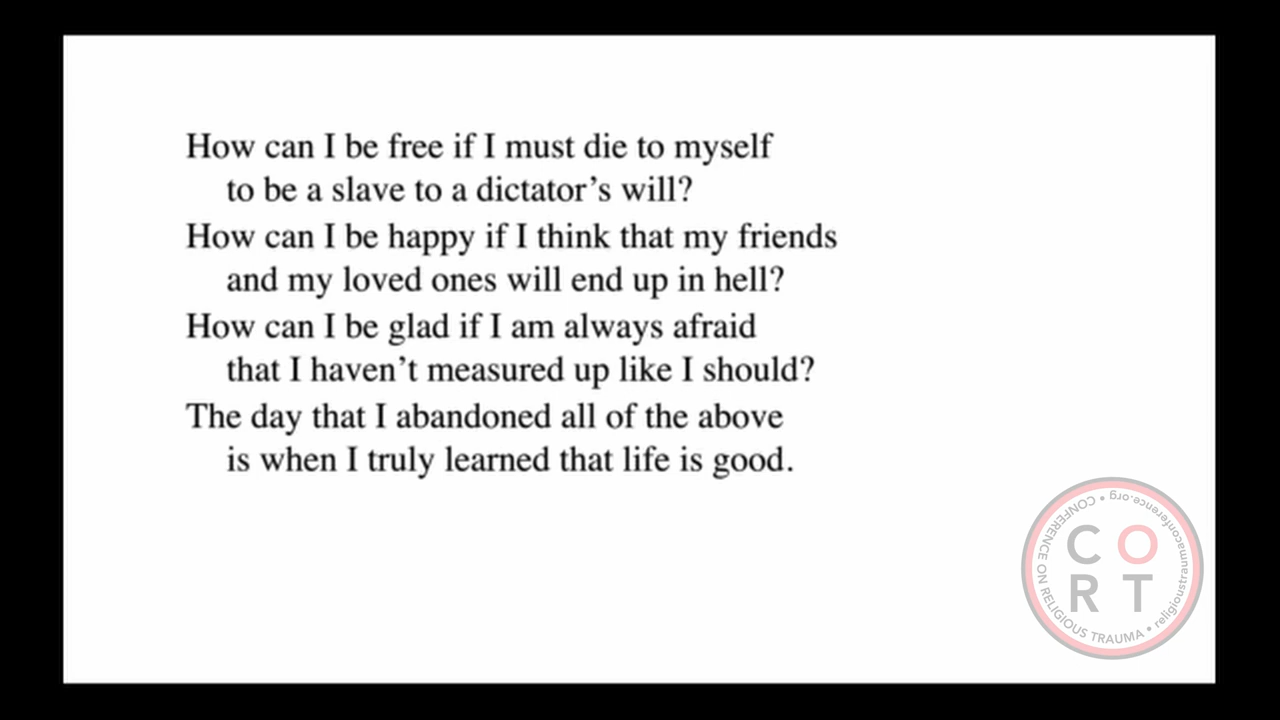 How can I be free if I must die to myself
to be a slave to a dictator’s will?
How can I be happy if I think that my friends
and my loved ones will end up in hell?
How can I be glad if I am always afraid
that I haven’t measured up like I should?
The day that I abandoned all of the above
is when I truly learned that life is good.
C O
R T
CONFERENCE ON RELIGIOUS TRAUMA • religioustraumaconference.org •